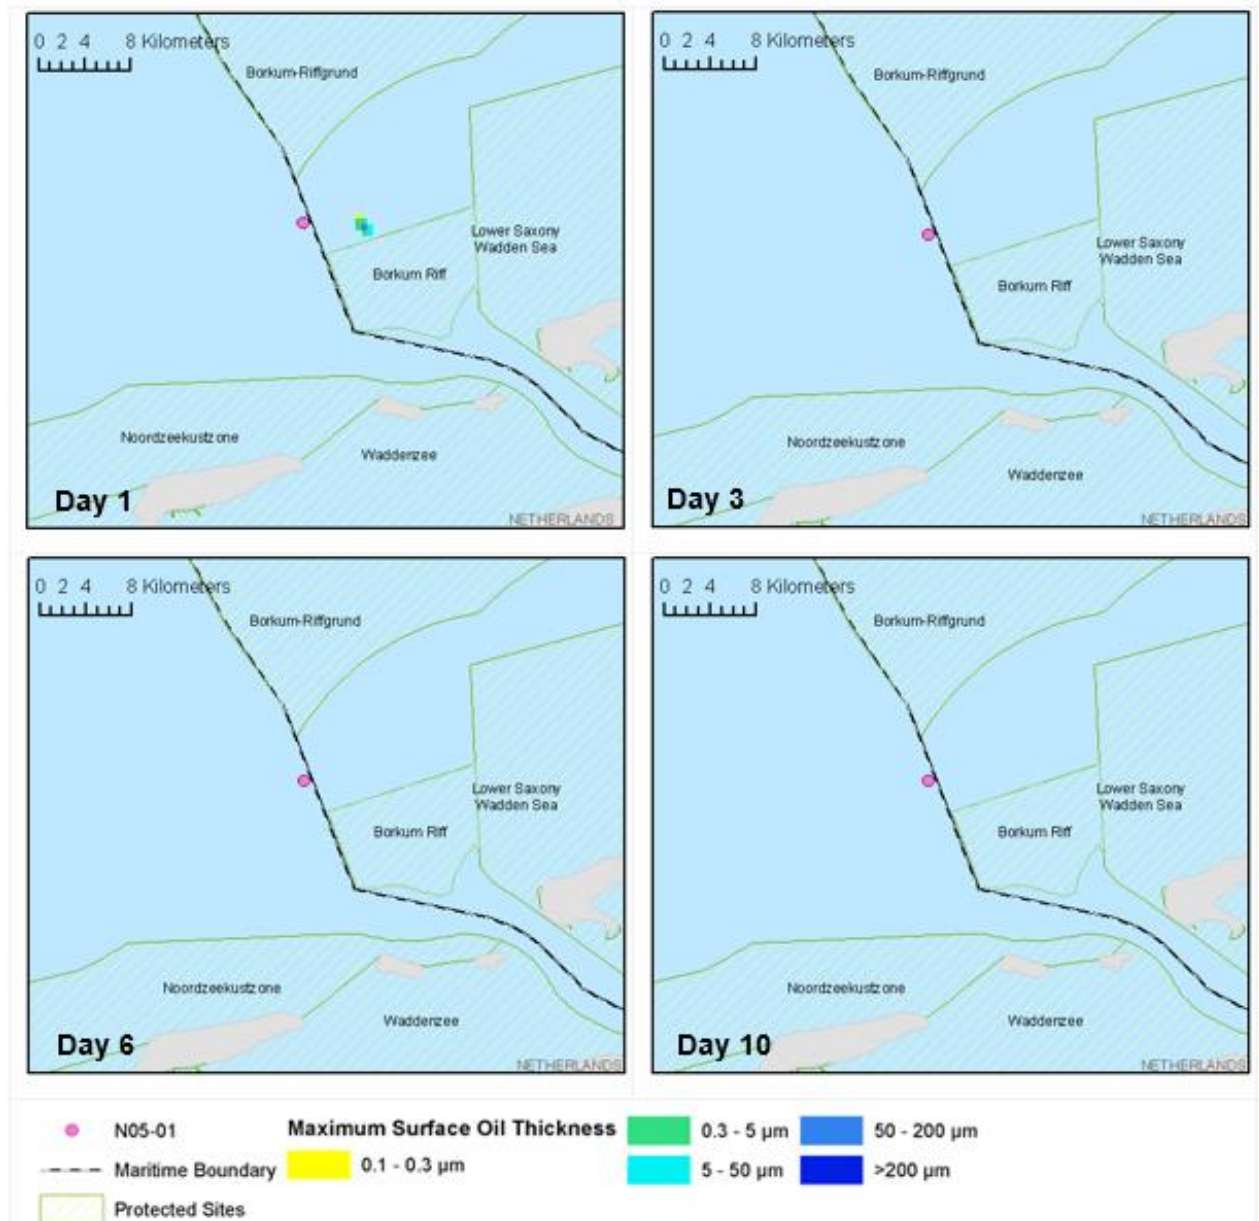 0 2 4 8 Kilometers
Borkum-Riffgrund
Lower Saxony
Wadden Sea
Borkum Riff
Noordzeekustzone
Waddenzee
Day 1
NETHERLANDS
0 2 4 8 Kilometers
Borkum-Riffgrund
Lower Saxony
Wadden Sea
Borkum Riff
Noordzeekustzone
Waddenzee
Day 3
NETHERLANDS
0 2 4 8 Kilometers
Borkum-Riffgrund
Lower Saxony
Wadden Sea
Borkum Riff
Noordzeekustzone
Waddenzee
Day 6
NETHERLANDS
0 2 4 8 Kilometers
Borkum-Riffgrund
Lower Saxony
Wadden Sea
Borkum Riff
Noordzeekustzone
Waddenzee
Day 10
NETHERLANDS
N05-01
Maritime Boundary
Protected Sites
Maximum Surface Oil Thickness
0.1 - 0.3 µm
0.3 - 5 µm
5 - 50 µm
50 - 200 µm
>200 µm